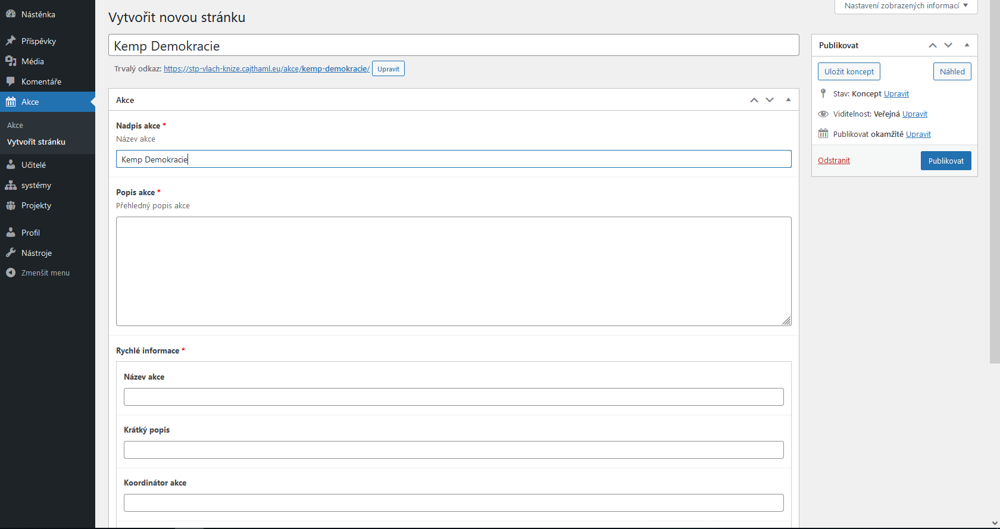 Nástěnka
Příspěvky
Média
Komentáře
Akce
Akce
Vytvořit stránku
Učitelé
systémy
Projekty
Profil
Nástroje
Zmenšit menu
Nastavení zobrazených informací
Vytvořit novou stránku
Kemp Demokracie
Trvalý odkaz: https://stp-vlach-knize.cajthaml.eu/akce/kemp-demokracie/ Upravit
Akce
Nadpis akce *
Název akce
Kemp Demokracie
Popis akce *
Přehledný popis akce
Rychlé informace *
Název akce
Krátký popis
Koordinátor akce
Publikovat
Uložit koncept Náhled
Stav: Koncept Upravit
Viditelnost: Veřejná Upravit
Publikovat okamžitě Upravit
Odstranit Publikovat